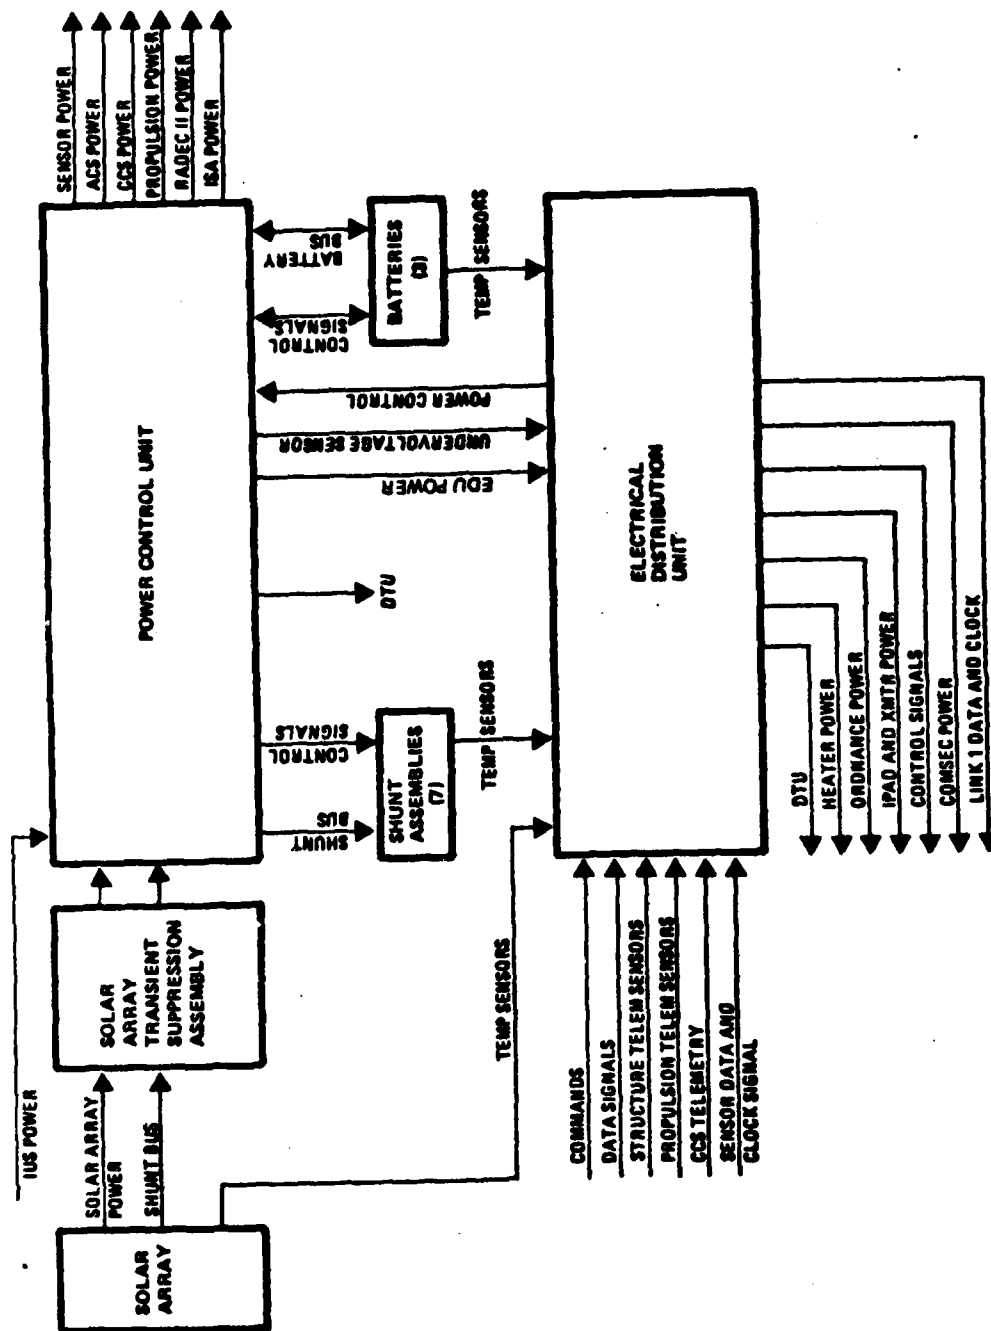 IUS POWER
SOLAR
ARRAY
SOLAR ARRAY
POWER
SHUNT BUS
SOLAR
ARRAY
TRANSIENT
SUPPRESSION
ASSEMBLY
POWER CONTROL UNIT
SENSOR POWER
ACS POWER
CCS POWER
PROPULSION POWER
RADEC II POWER
ISA POWER
SHUNT
BUS
CONTROL
SIGNALS
DTU
EDU POWER
UNDERVOLTAGE SENSOR
POWER CONTROL
CONTROL
SIGNALS
BATTERY
BUS
SHUNT
ASSEMBLIES
(7)
BATTERIES
(3)
TEMP SENSORS
TEMP SENSORS
TEMP SENSORS
COMMANDS
DATA SIGNALS
STRUCTURE TELEM SENSORS
PROPULSION TELEM SENSORS
CCS TELEMETRY
SENSOR DATA AND
CLOCK SIGNAL
ELECTRICAL
DISTRIBUTION
UNIT
DTU
HEATER POWER
ORDNANCE POWER
IPAD AND XMTR POWER
CONTROL SIGNALS
COMSEC POWER
LINK 1 DATA AND CLOCK